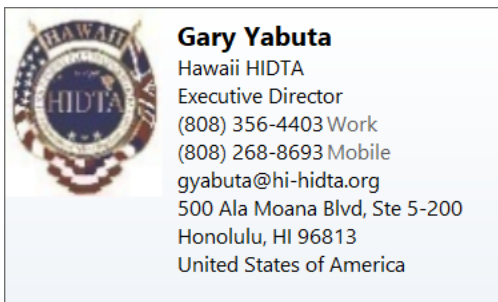 HAWAII
HIDTA
Gary Yabuta
Hawaii HIDTA
Executive Director
(808) 356-4403 Work
(808) 268-8693 Mobile
gyabuta@hi-hidta.org
500 Ala Moana Blvd, Ste 5-200
Honolulu, HI 96813
United States of America